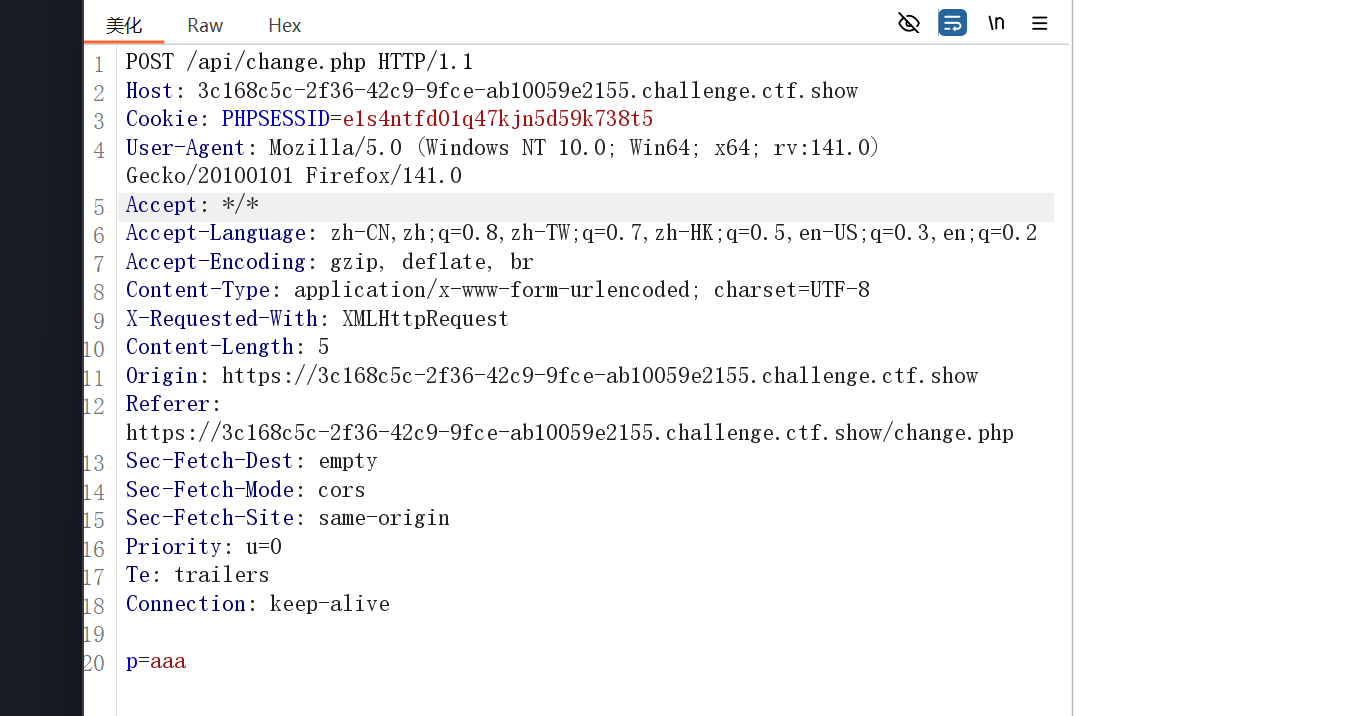 美化 Raw Hex \n
1 POST /api/change.php HTTP/1.1
2 Host: 3c168c5c-2f36-42c9-9fce-ab10059e2155.challenge.ctf.show
3 Cookie: PHPSESSID=e1s4ntfd01q47kjn5d59k738t5
4 User-Agent: Mozilla/5.0 (Windows NT 10.0; Win64; x64; rv:141.0)
Gecko/20100101 Firefox/141.0
5 Accept: */*
6 Accept-Language: zh-CN,zh;q=0.8,zh-TW;q=0.7,zh-HK;q=0.5,en-US;q=0.3,en;q=0.2
7 Accept-Encoding: gzip, deflate, br
8 Content-Type: application/x-www-form-urlencoded; charset=UTF-8
9 X-Requested-With: XMLHttpRequest
10 Content-Length: 5
11 Origin: https://3c168c5c-2f36-42c9-9fce-ab10059e2155.challenge.ctf.show
12 Referer:
https://3c168c5c-2f36-42c9-9fce-ab10059e2155.challenge.ctf.show/change.php
13 Sec-Fetch-Dest: empty
14 Sec-Fetch-Mode: cors
15 Sec-Fetch-Site: same-origin
16 Priority: u=0
17 Te: trailers
18 Connection: keep-alive
19
20 p=aaa